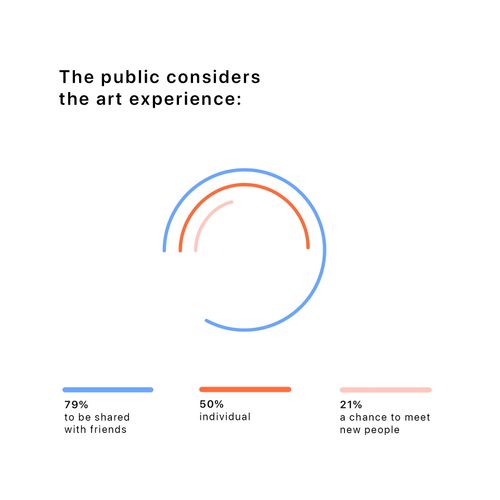 The public considers
the art experience:
79%
to be shared
with friends
50%
individual
21%
a chance to meet
new people